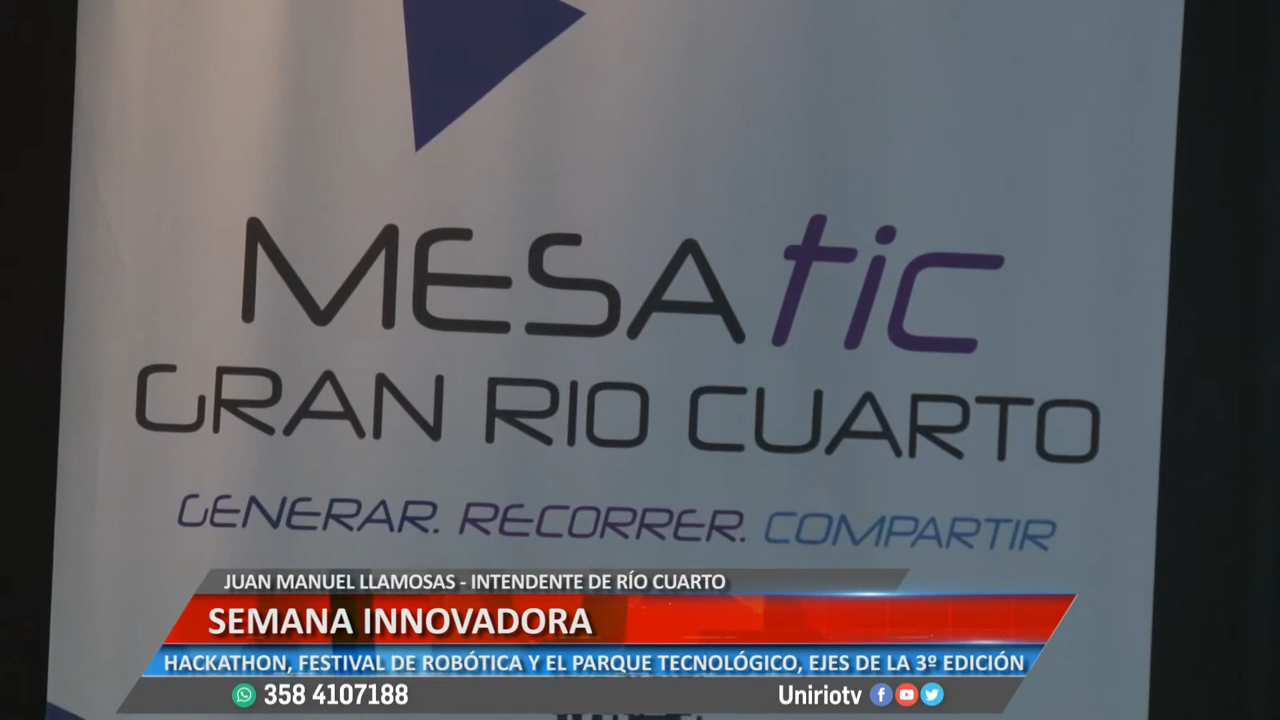 MESAtic
GRAN RIO CUARTO
GENERAR. RECORRER. COMPARTIR
JUAN MANUEL LLAMOSAS - INTENDENTE DE RÍO CUARTO
SEMANA INNOVADORA
HACKATHON, FESTIVAL DE ROBÓTICA Y EL PARQUE TECNOLÓGICO, EJES DE LA 3º EDICIÓN
358 4107188 Uniriotv